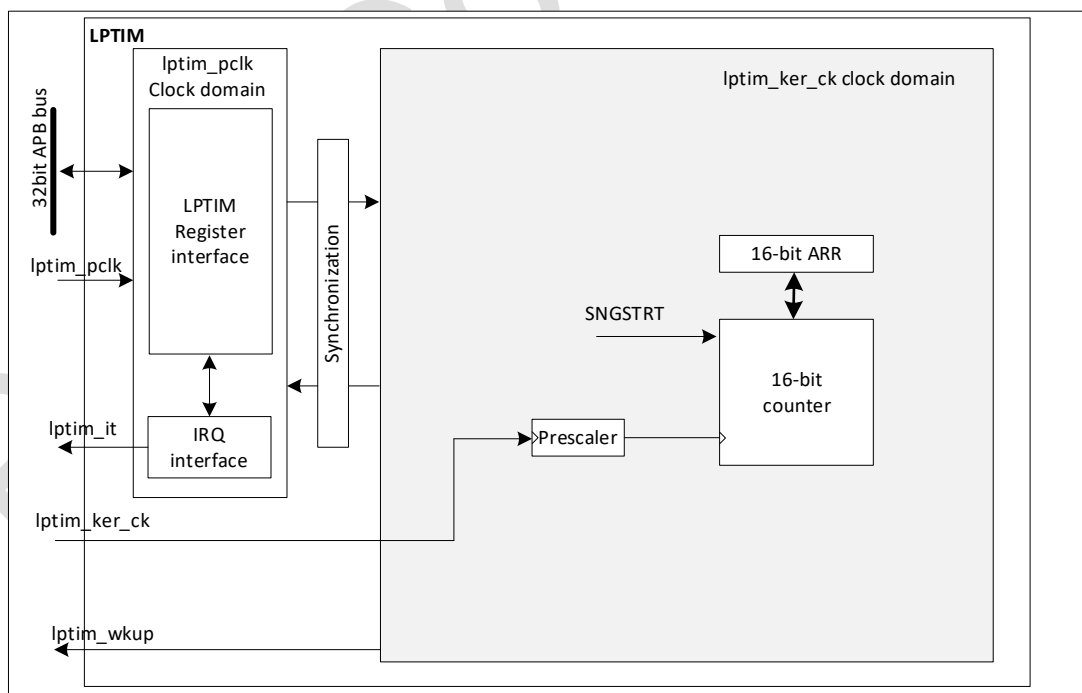 LPTIM
lptim_pclk
Clock domain
lptim_ker_ck clock domain
32bit APB bus
LPTIM
Register
interface
Synchronization
lptim_pclk
16-bit ARR
SNGSTRT
16-bit
counter
Prescaler
lptim_it
IRQ
interface
lptim_ker_ck
lptim_wkup